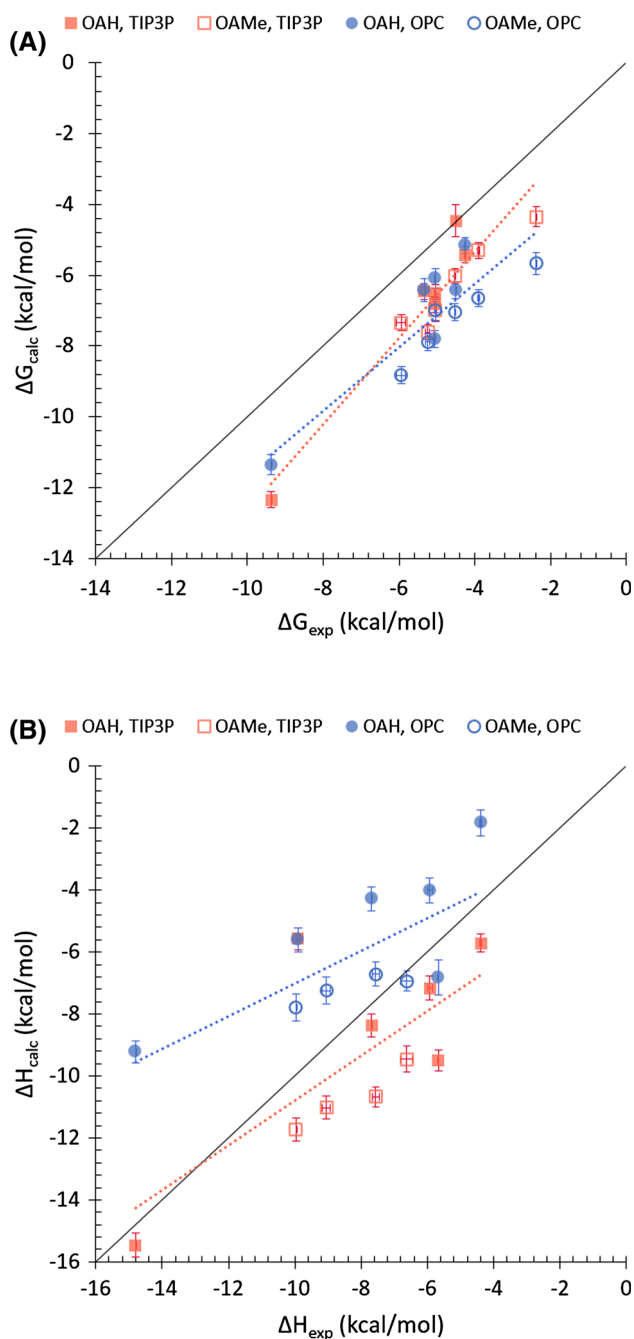 (A)
OAH, TIP3P OAMe, TIP3P OAH, OPC OAMe, OPC
0
-2
-4
-6
-8
-10
-12
-14
ΔGcalc (kcal/mol)
-14 -12 -10 -8 -6 -4 -2 0
ΔGexp (kcal/mol)
(B)
OAH, TIP3P OAMe, TIP3P OAH, OPC OAMe, OPC
0
-2
-4
-6
-8
-10
-12
-14
-16
ΔHcalc (kcal/mol)
-16 -14 -12 -10 -8 -6 -4 -2 0
ΔHexp (kcal/mol)